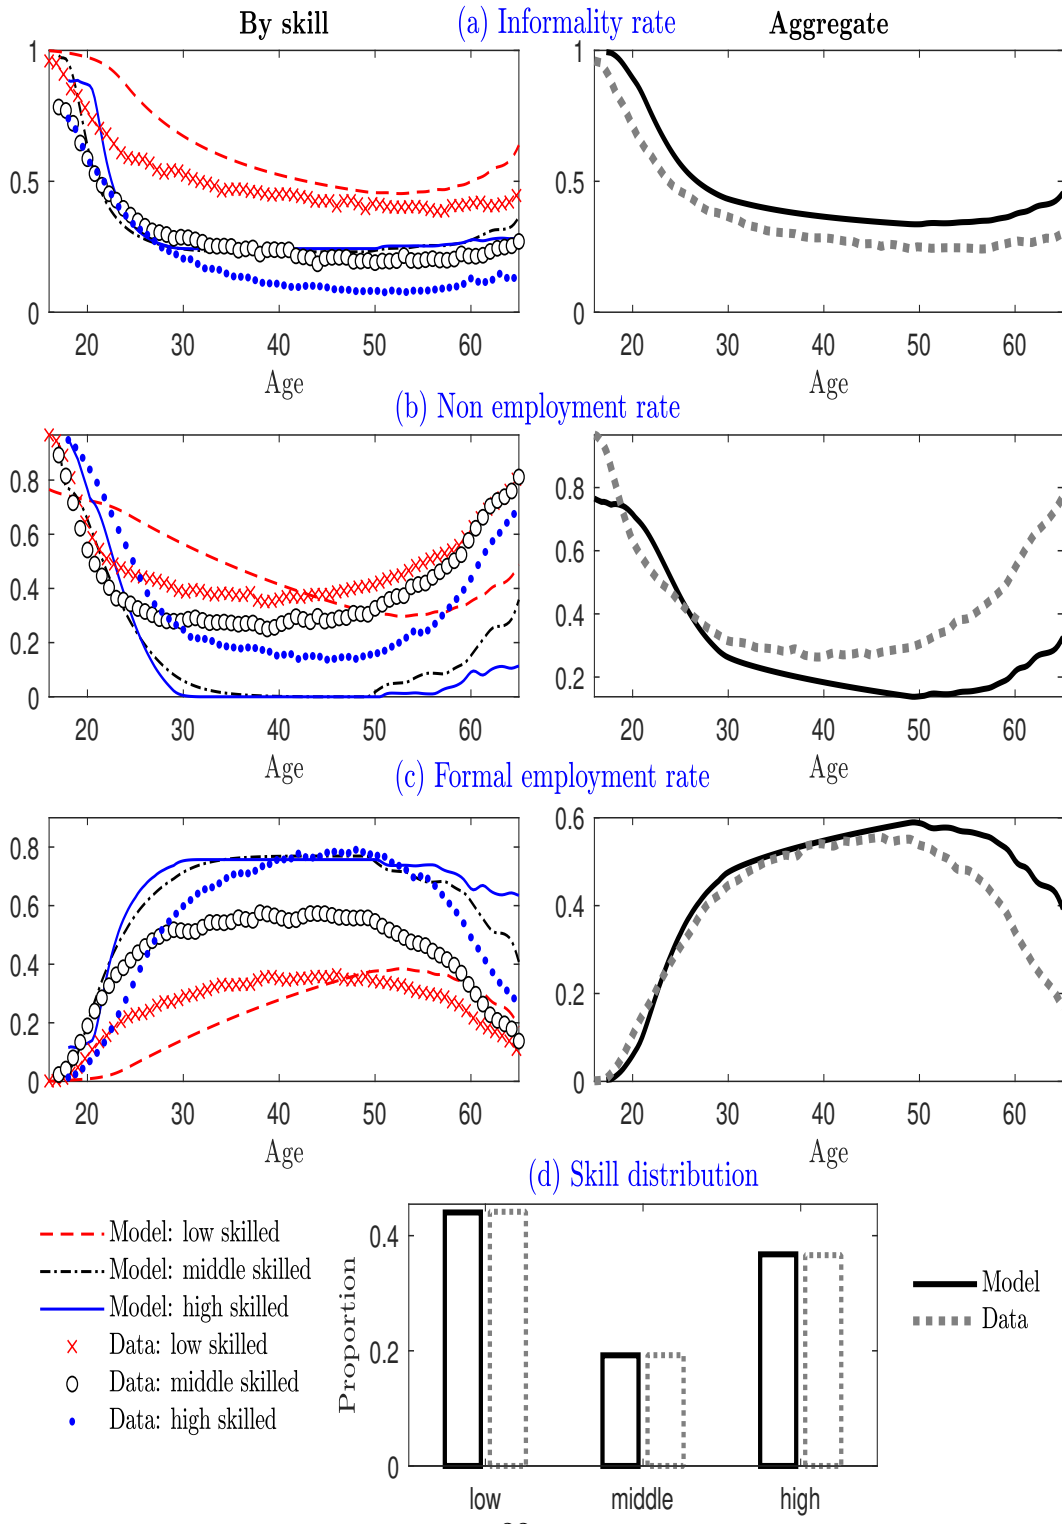 By skill (a) Informality rate Aggregate
1 1
0.5 0.5
0 0
20 30 40 50 60 20 30 40 50 60
Age Age
(b) Non employment rate
0.8 0.8
0.6 0.6
0.4 0.4
0.2 0.2
0
20 30 40 50 60 20 30 40 50 60
Age Age
(c) Formal employment rate
0.8 0.6
0.6 0.4
0.4 0.2
0.2
0 0
20 30 40 50 60 20 30 40 50 60
Age Age
(d) Skill distribution
Model: low skilled
Model: middle skilled
Model: high skilled
Data: low skilled
Data: middle skilled
Data: high skilled
Proportion
0.4
0.2
0
low middle high
Model
Data